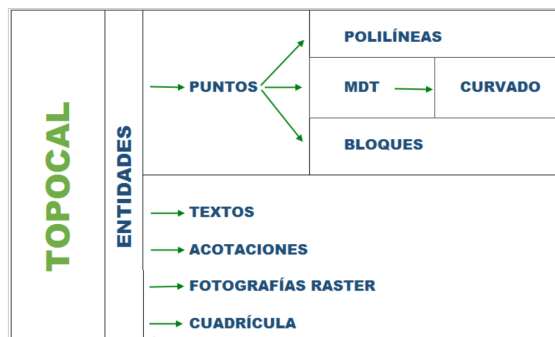 TOPOCAL
ENTIDADES
PUNTOS
POLILÍNEAS
MDT
CURVADO
BLOQUES
TEXTOS
ACOTACIONES
FOTOGRAFÍAS RASTER
CUADRÍCULA